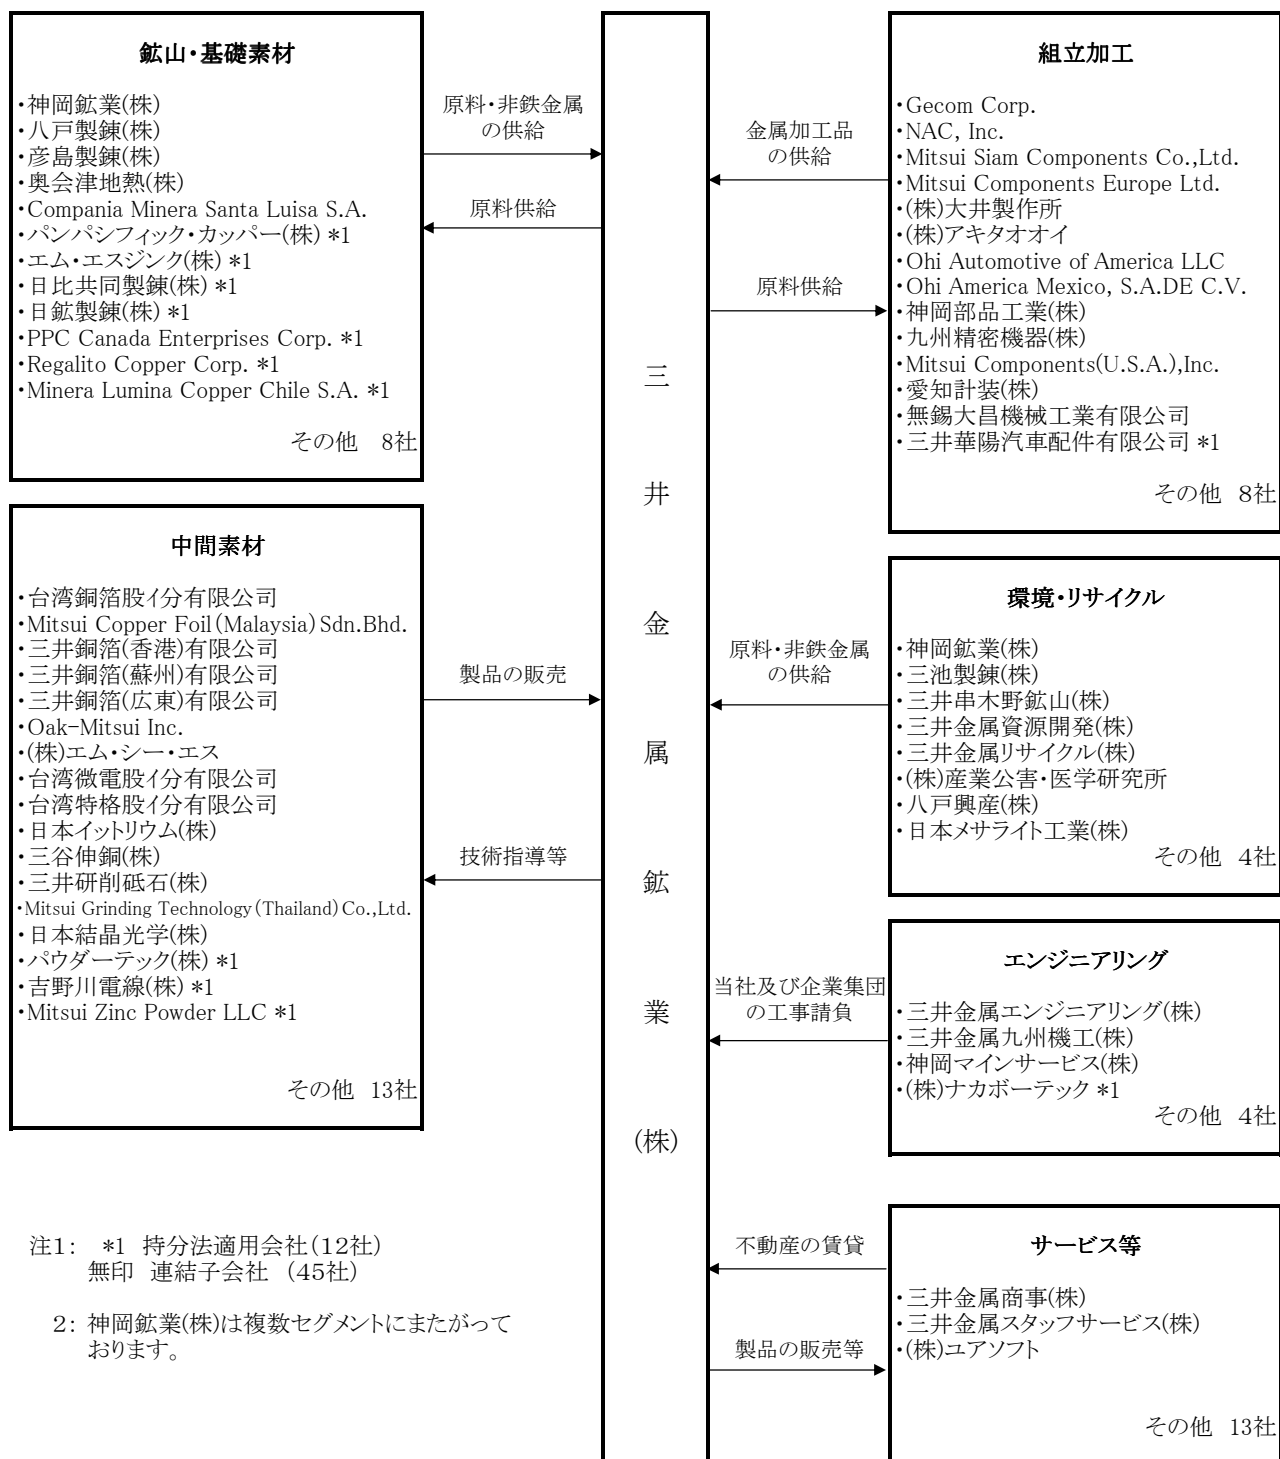 鉱山・基礎素材
・神岡鉱業(株)
・八戸製錬(株)
・彦島製錬(株)
・奥会津地熱(株)
・Compania Minera Santa Luisa S.A.
・パンパシフィック・カッパー(株) *1
・エム・エスジンク(株) *1
・日比共同製錬(株) *1
・日鉱製錬(株) *1
・PPC Canada Enterprises Corp. *1
・Regalito Copper Corp. *1
・Minera Lumina Copper Chile S.A. *1
その他 8社
原料・非鉄金属
の供給
原料供給
中間素材
・台湾銅箔股イ分有限公司
・Mitsui Copper Foil(Malaysia)Sdn.Bhd.
・三井銅箔(香港)有限公司
・三井銅箔(蘇州)有限公司
・三井銅箔(広東)有限公司
・Oak-Mitsui Inc.
・(株)エム・シー・エス
・台湾微電股イ分有限公司
・台湾特格股イ分有限公司
・日本イットリウム(株)
・三谷伸銅(株)
・三井研削砥石(株)
・Mitsui Grinding Technology(Thailand)Co.,Ltd.
・日本結晶光学(株)
・パウダーテック(株) *1
・吉野川電線(株) *1
・Mitsui Zinc Powder LLC *1
その他 13社
製品の販売
技術指導等
三井金属鉱業(株)
組立加工
・Gecom Corp.
・NAC, Inc.
・Mitsui Siam Components Co.,Ltd.
・Mitsui Components Europe Ltd.
・(株)大井製作所
・(株)アキタオオイ
・Ohi Automotive of America LLC
・Ohi America Mexico, S.A.DE C.V.
・神岡部品工業(株)
・九州精密機器(株)
・Mitsui Components(U.S.A.),Inc.
・愛知計装(株)
・無錫大昌機械工業有限公司
・三井華陽汽車配件有限公司 *1
その他 8社
金属加工品
の供給
原料供給
環境・リサイクル
・神岡鉱業(株)
・三池製錬(株)
・三井串木野鉱山(株)
・三井金属資源開発(株)
・三井金属リサイクル(株)
・(株)産業公害・医学研究所
・八戸興産(株)
・日本メサライト工業(株)
その他 4社
原料・非鉄金属
の供給
エンジニアリング
・三井金属エンジニアリング(株)
・三井金属九州機工(株)
・神岡マインサービス(株)
・(株)ナカボーテック *1
その他 4社
当社及び企業集団
の工事請負
サービス等
・三井金属商事(株)
・三井金属スタッフサービス(株)
・(株)ユアソフト
その他 13社
不動産の賃貸
製品の販売等
注1: *1 持分法適用会社(12社)
無印 連結子会社 (45社)
2: 神岡鉱業(株)は複数セグメントにまたがって
おります。